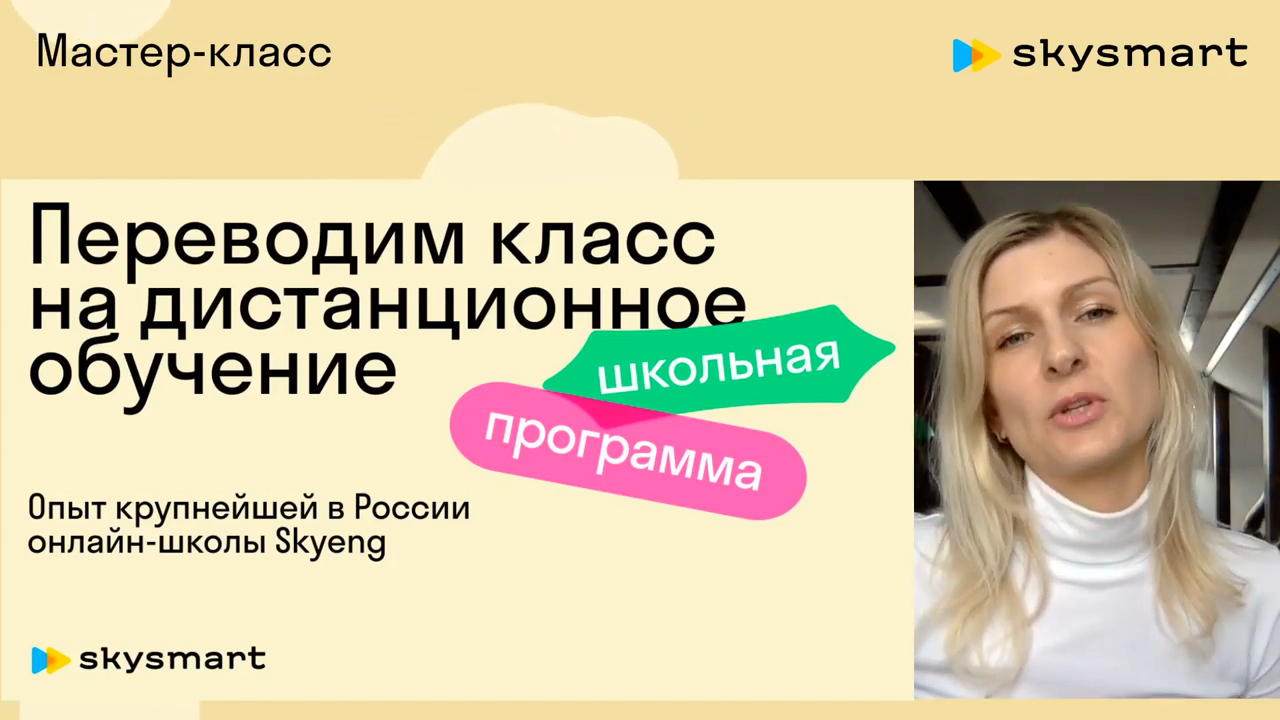 Мастер-класс
skysmart
Переводим класс
на дистанционное
обучение
школьная
программа
Опыт крупнейшей в России
онлайн-школы Skyeng
skysmart